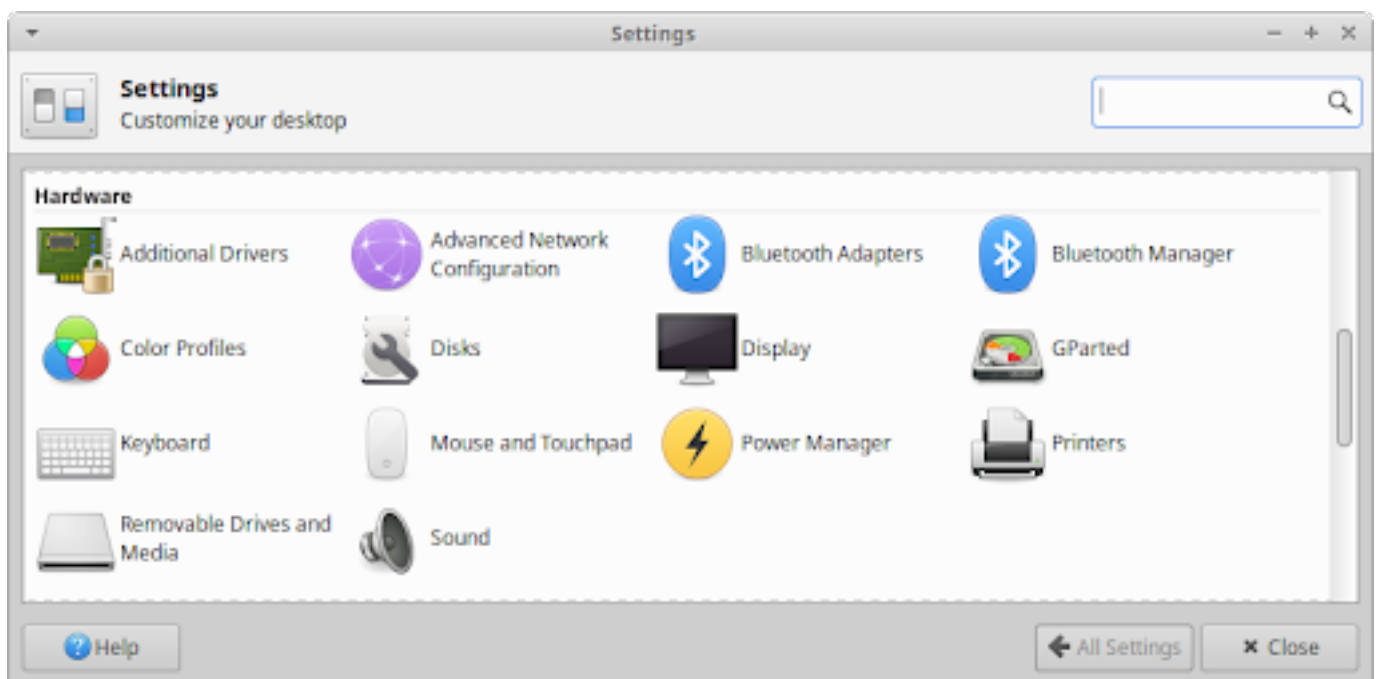 Settings
Settings
Customize your desktop
Hardware
Additional Drivers
Advanced Network
Configuration
Bluetooth Adapters
Bluetooth Manager
Color Profiles
Disks
Display
GParted
Keyboard
Mouse and Touchpad
Power Manager
Printers
Removable Drives and
Media
Sound
Help
All Settings
Close